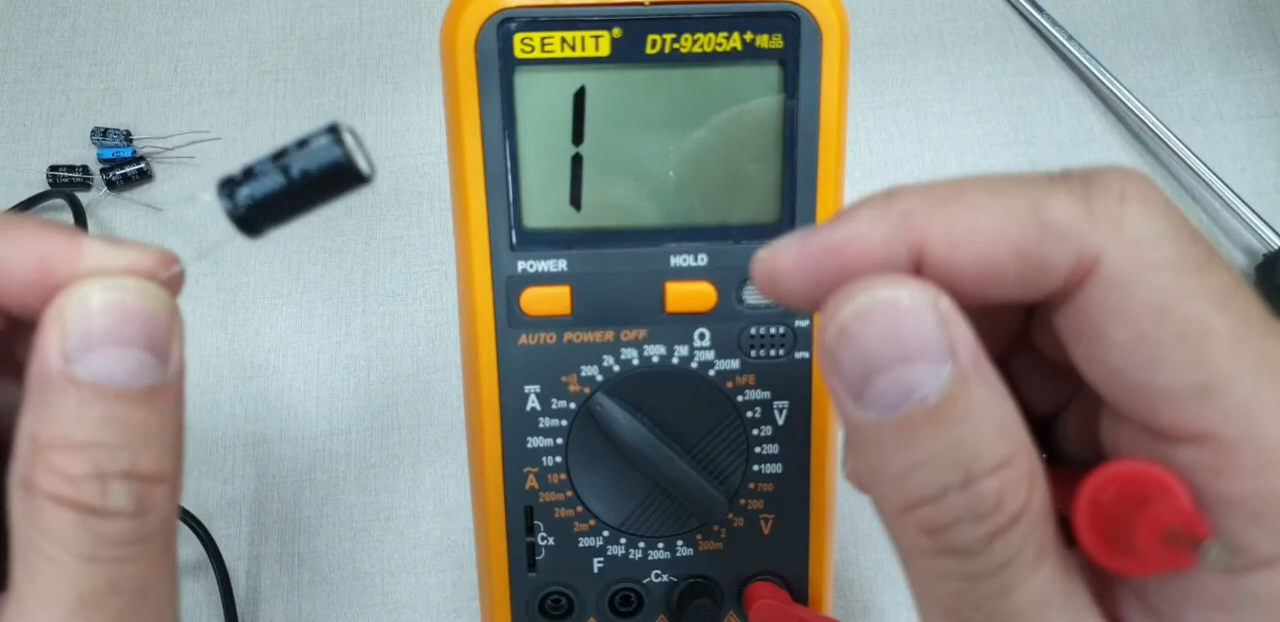 SENIT®
DT-9205A+精品
1
POWER
HOLD
AUTO POWER OFF
Ω
PNP
E C B E
E C B E
NPN
200
2k
20k
200k
2M
20M
200M
hFE
A
2m
20m
200m
10
A
10
200m
20m
2m
200m
2
V
20
200
1000
700
200
V
20
2
200m
Cx
200µ
20µ
2µ
200n
20n
F
Cx